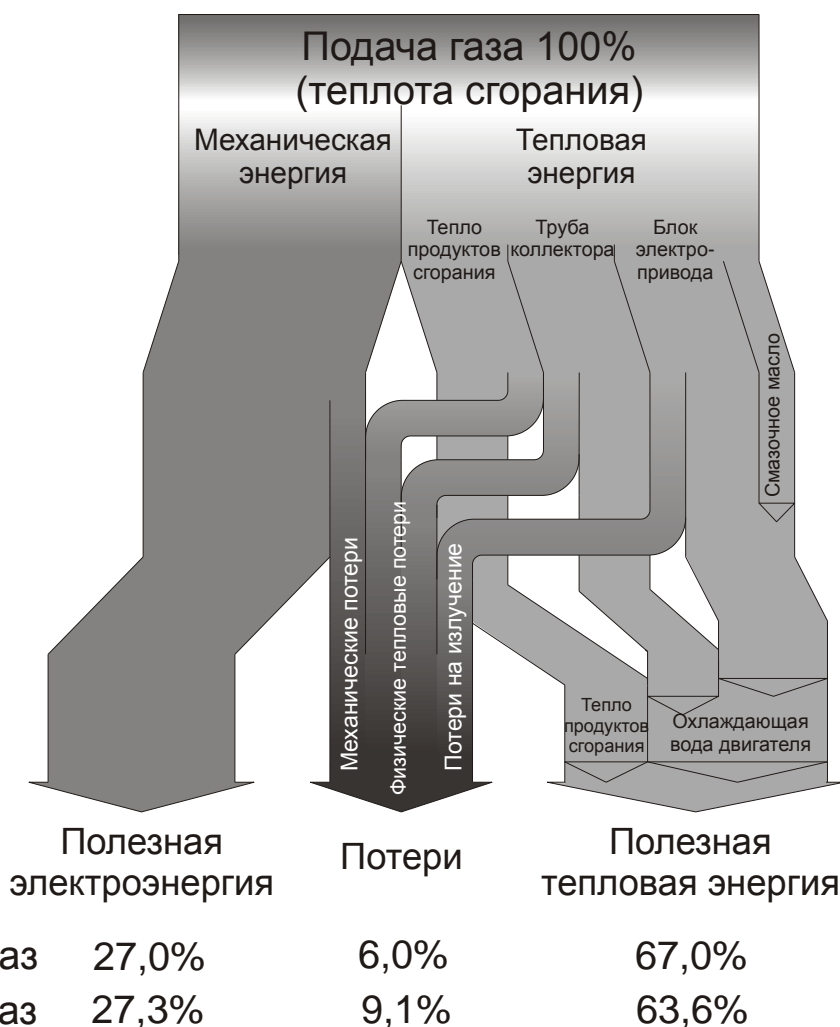 Подача газа 100%
(теплота сгорания)
Механическая
энергия
Тепловая
энергия
Тепло
продуктов
сгорания
Труба
коллектора
Блок
электро-
привода
Смазочное масло
Механические потери
Физические тепловые потери
Потери на излучение
Тепло
продуктов
сгорания
Охлаждающая
вода двигателя
Полезная
электроэнергия
Потери
Полезная
тепловая энергия
аз 27,0% 6,0% 67,0%
аз 27,3% 9,1% 63,6%